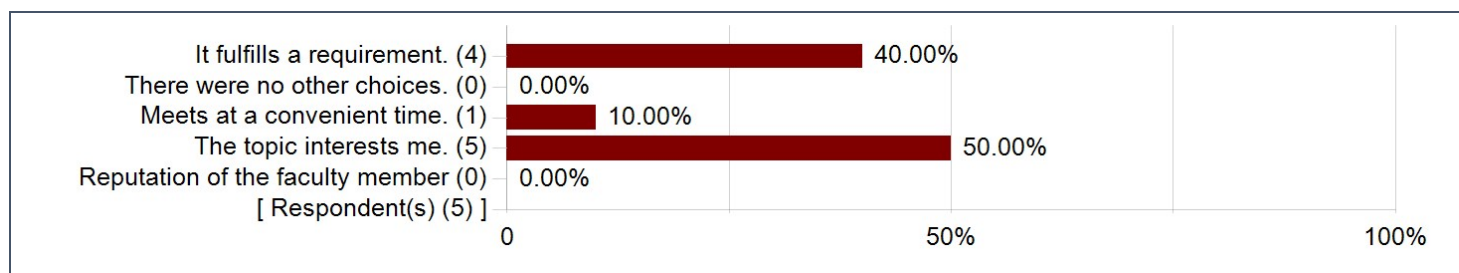 It fulfills a requirement. (4) 40.00%
There were no other choices. (0) 0.00%
Meets at a convenient time. (1) 10.00%
The topic interests me. (5) 50.00%
Reputation of the faculty member (0) 0.00%
[ Respondent(s) (5) ]
0 50% 100%